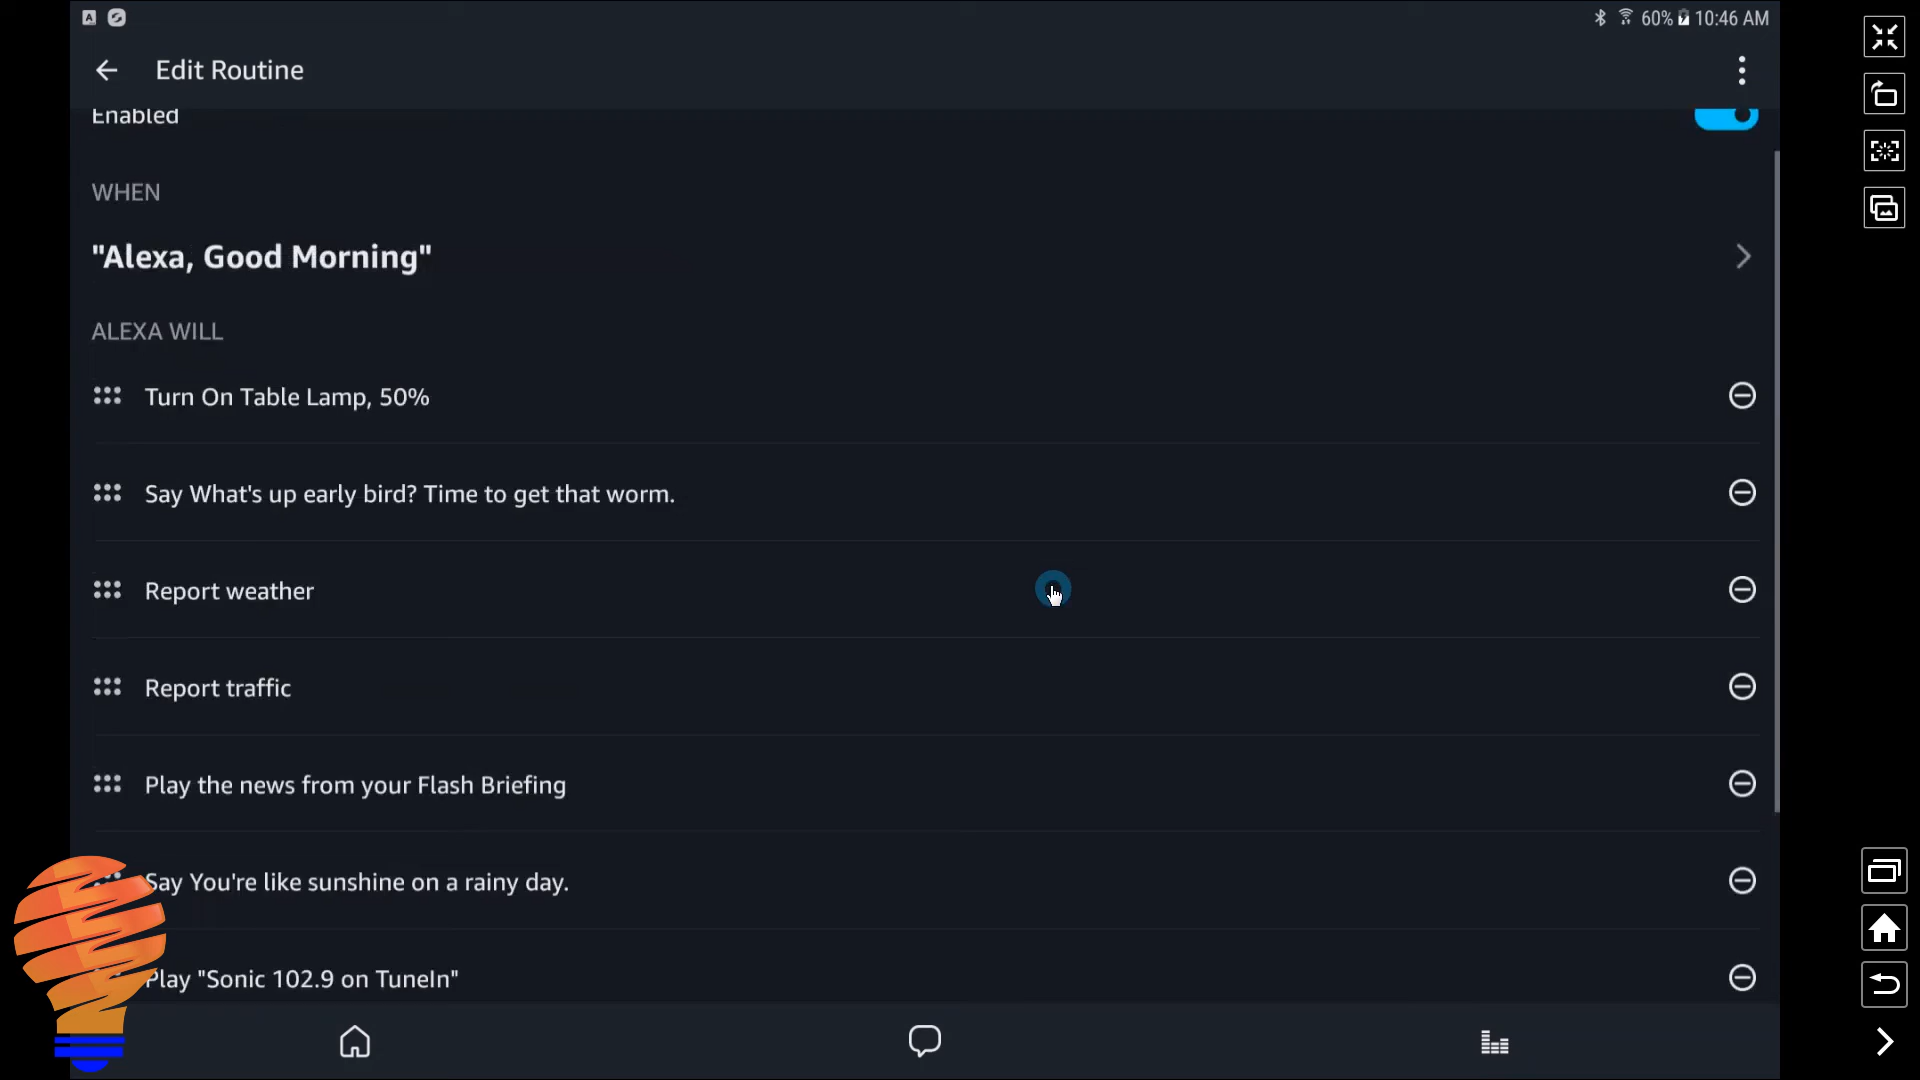 60% 10:46 AM
Edit Routine
Enabled
WHEN
"Alexa, Good Morning"
ALEXA WILL
Turn On Table Lamp, 50%
Say What's up early bird? Time to get that worm.
Report weather
Report traffic
Play the news from your Flash Briefing
Say You're like sunshine on a rainy day.
Play "Sonic 102.9 on TuneIn"